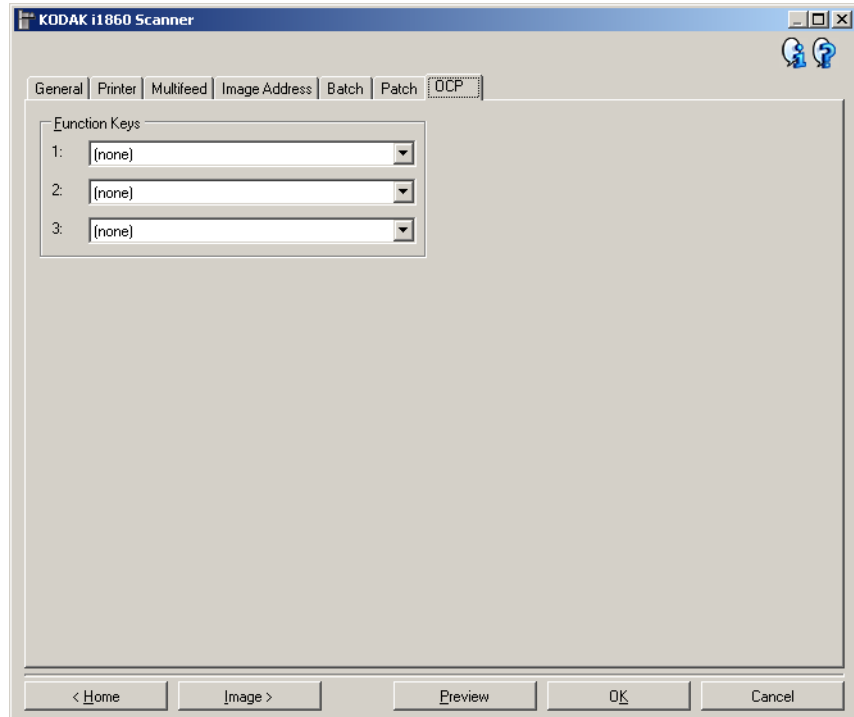 KODAK i1860 Scanner
General Printer Multifeed Image Address Batch Patch OCP
Function Keys
1: (none)
2: (none)
3: (none)
< Home Image > Preview OK Cancel